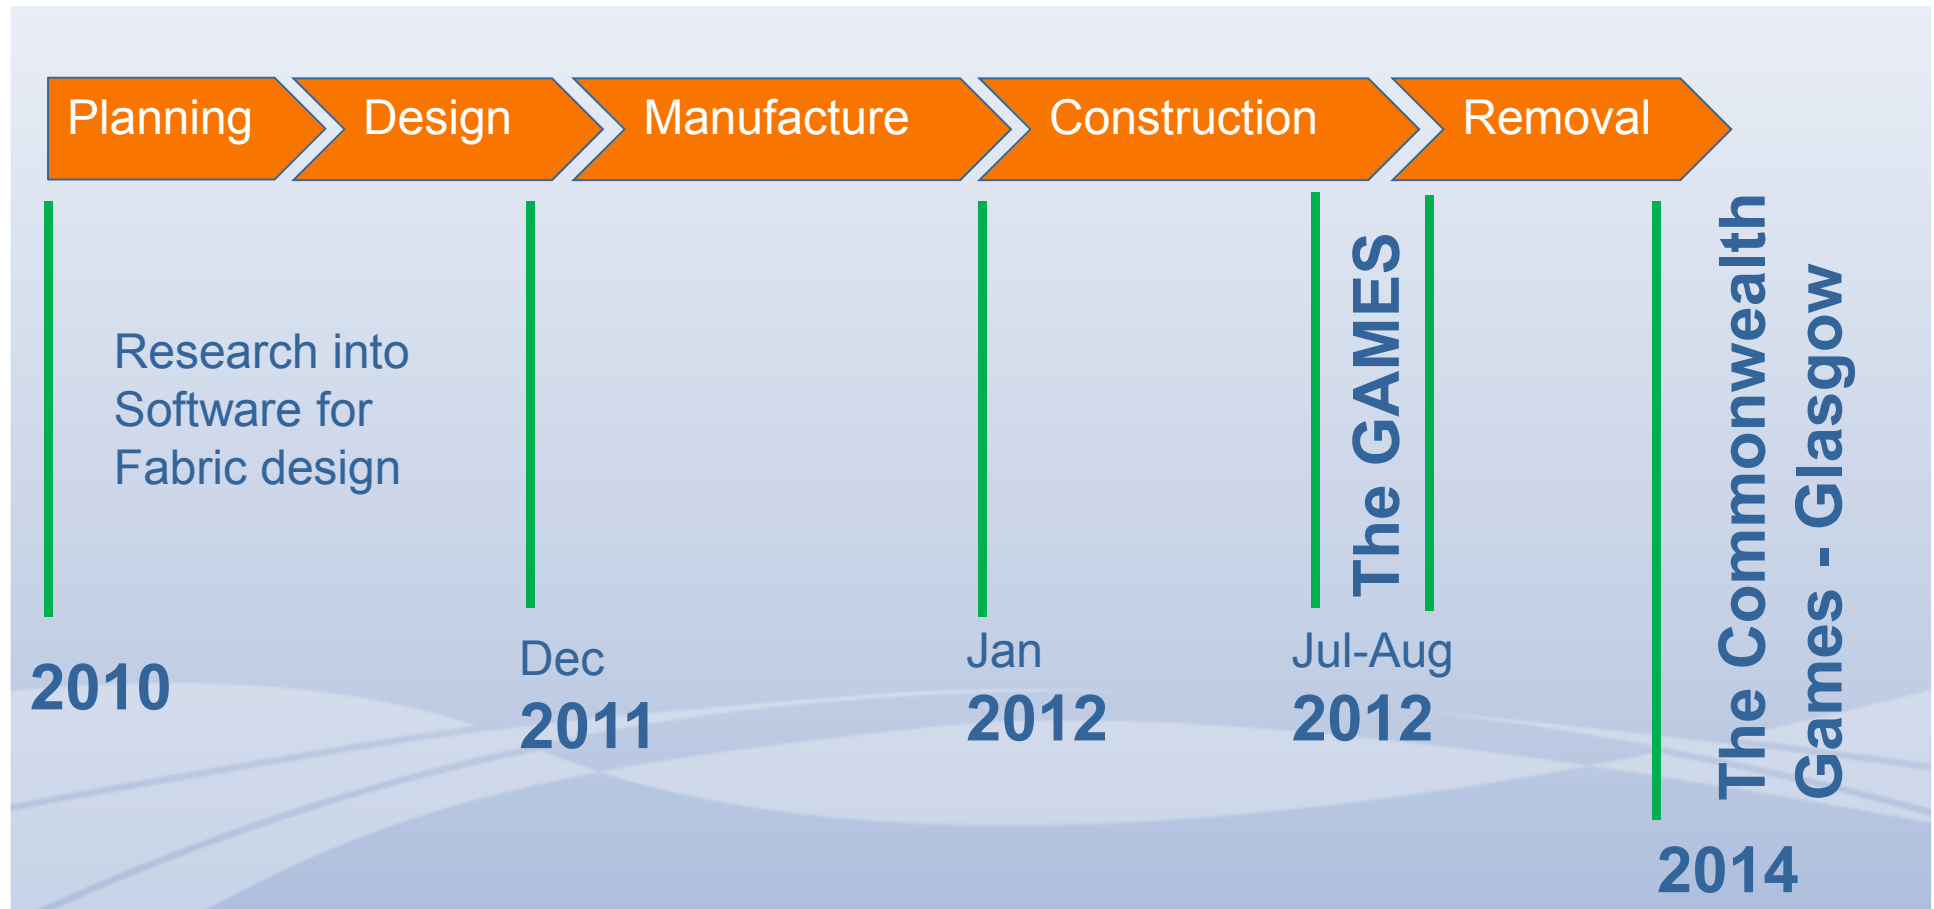 Planning
Design
Manufacture
Construction
Removal
Research into
Software for
Fabric design
The GAMES
The Commonwealth
Games - Glasgow
2010
Dec
2011
Jan
2012
Jul-Aug
2012
2014